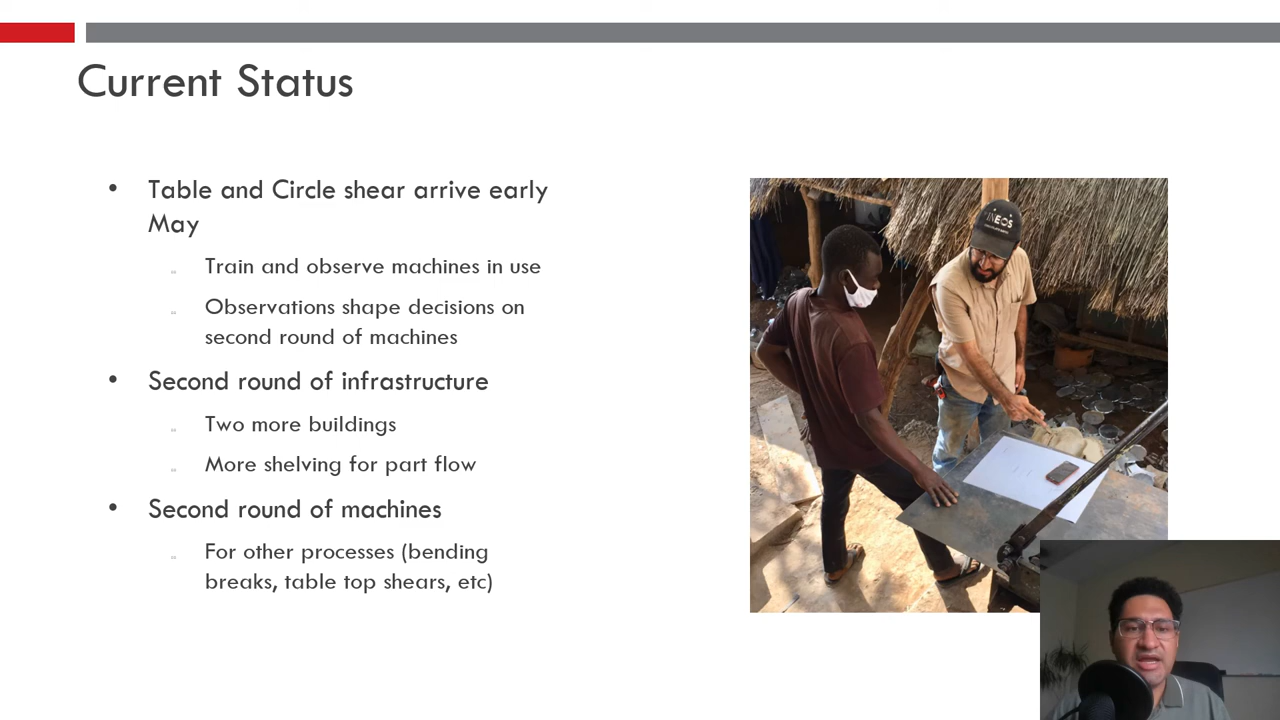 Current Status
• Table and Circle shear arrive early
May
Train and observe machines in use
Observations shape decisions on
second round of machines
• Second round of infrastructure
Two more buildings
More shelving for part flow
• Second round of machines
For other processes (bending
breaks, table top shears, etc)
INEOS